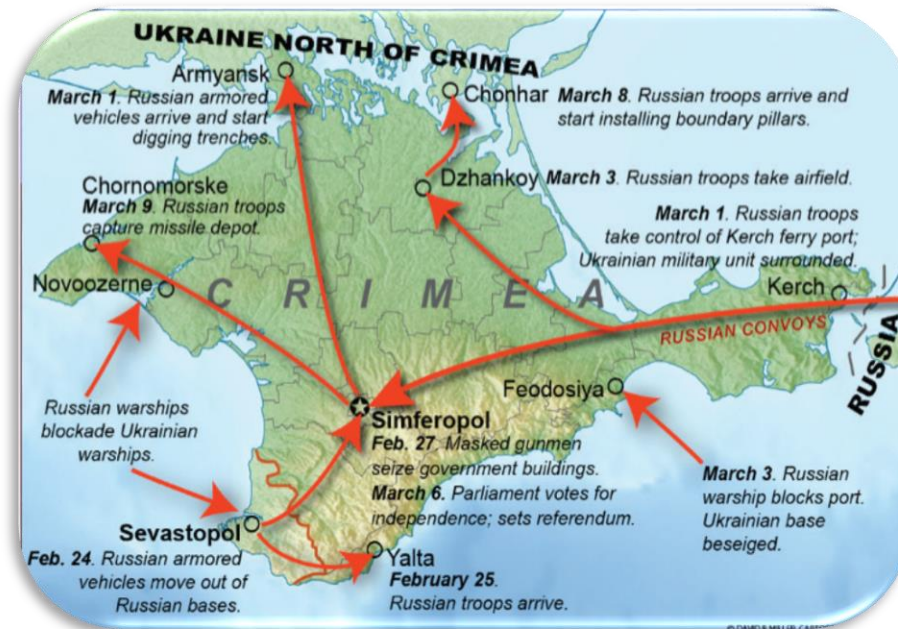 UKRAINE NORTH OF CRIMEA
Armyansk
March 1. Russian armored
vehicles arrive and start
digging trenches.
Chonhar
March 8. Russian troops arrive and
start installing boundary pillars.
Dzhankoy
March 3. Russian troops take airfield.
Chornomorske
March 9. Russian troops
capture missile depot.
March 1. Russian troops
take control of Kerch ferry port;
Ukrainian military unit surrounded.
Novoozerne
CRIMEA
Kerch
RUSSIAN CONVOYS
RUSSIA
Feodosiya
Russian warships
blockade Ukrainian
warships.
Simferopol
Feb. 27. Masked gunmen
seize government buildings.
March 6. Parliament votes for
independence; sets referendum.
March 3. Russian
warship blocks port.
Ukrainian base
beseiged.
Sevastopol
Feb. 24. Russian armored
vehicles move out of
Russian bases.
Yalta
February 25.
Russian troops arrive.